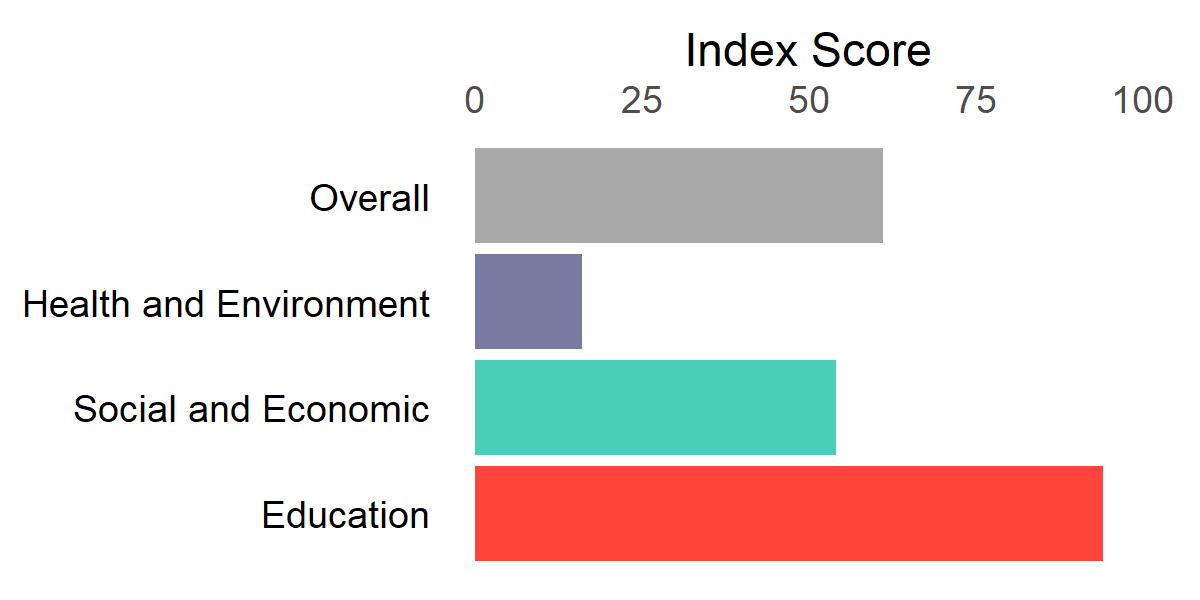 Index Score
0 25 50 75 100
Overall
Health and Environment
Social and Economic
Education